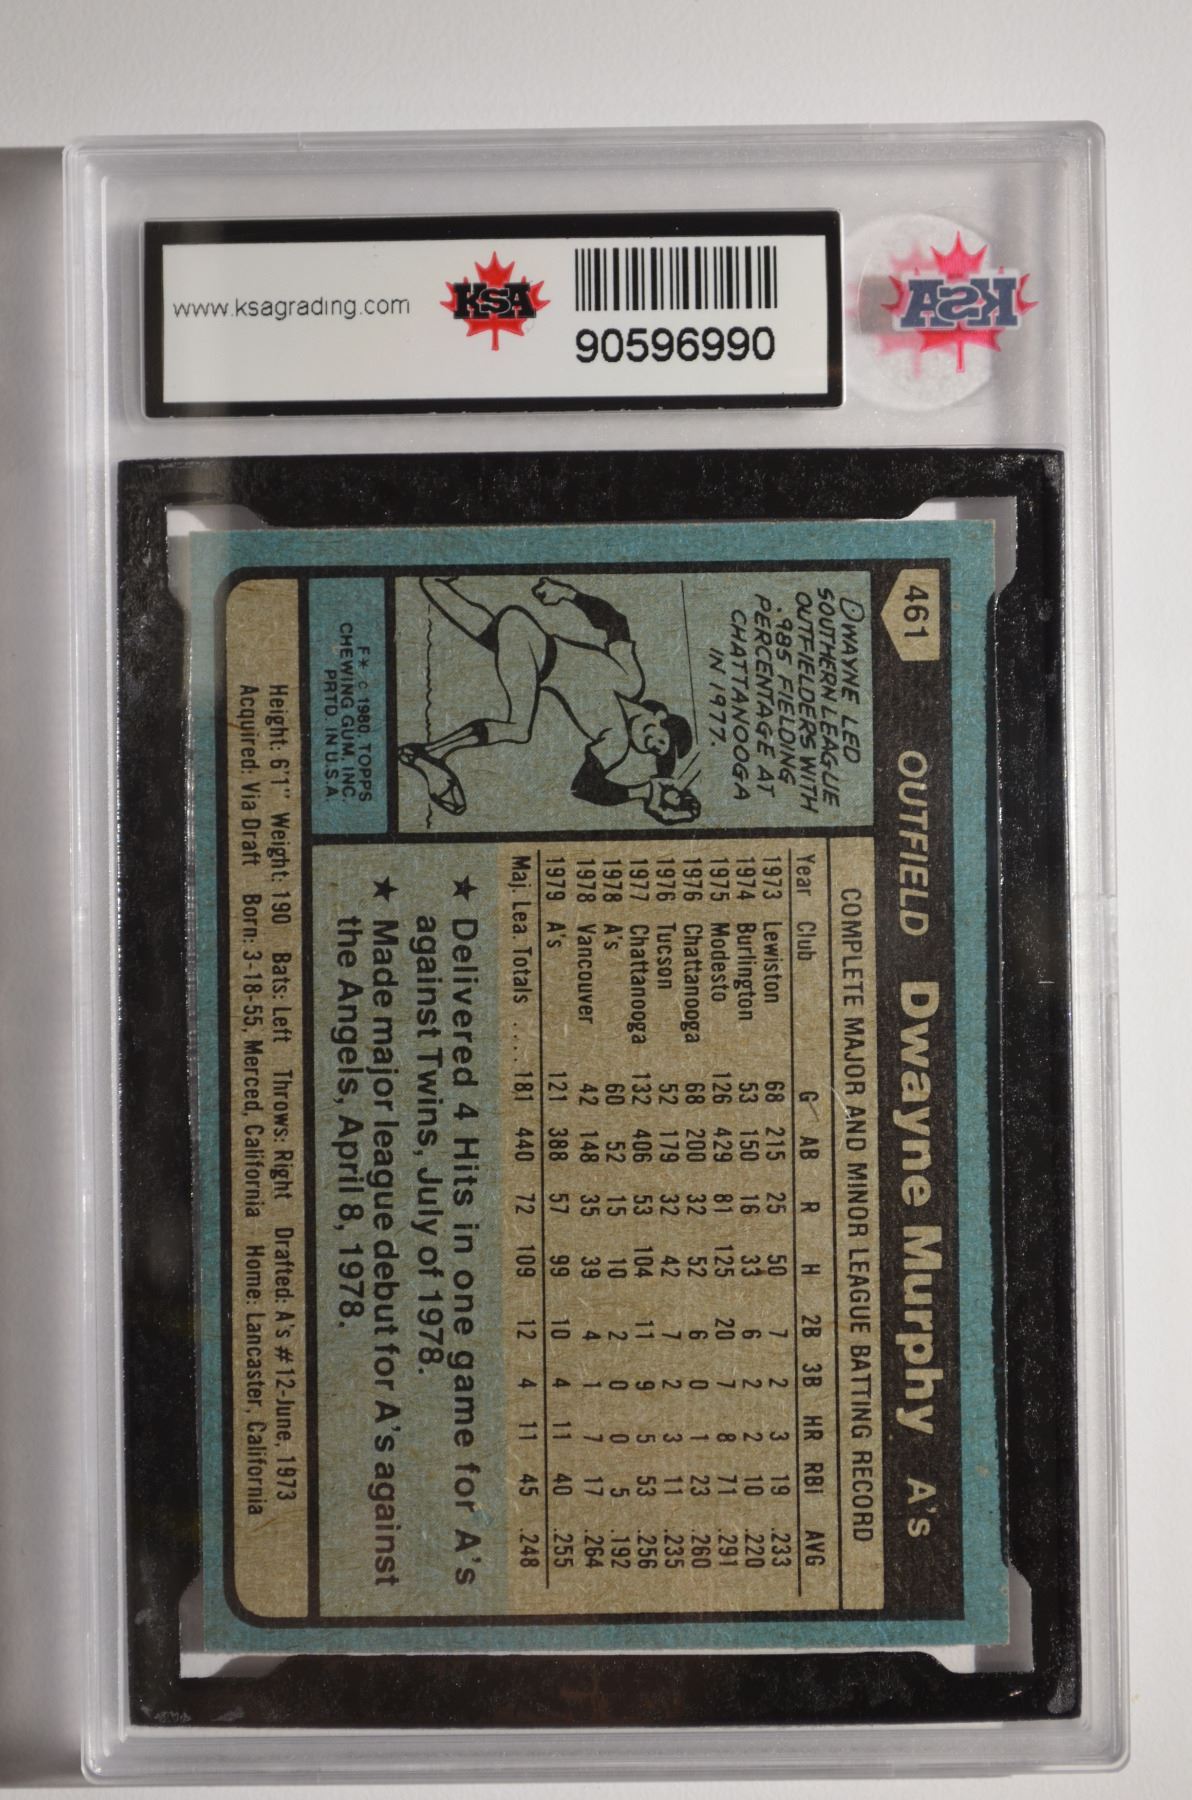 www.ksagrading.com
KSA
90596990
KSA
461 OUTFIELD Dwayne Murphy A's
DWAYNE LED
SOUTHERN LEAGUE
OUTFIELDERS WITH
.985 FIELDING
PERCENTAGE AT
CHATTANOOGA
IN 1977.
F* © 1980, TOPPS
CHEWING GUM, INC.
PRTD. IN U.S.A.
COMPLETE MAJOR AND MINOR LEAGUE BATTING RECORD
Year Club G AB R H 2B 3B HR RBI AVG
1973 Lewiston 68 215 25 50 7 2 3 19 .233
1974 Burlington 53 150 16 33 6 2 2 10 .220
1975 Modesto 126 429 81 125 20 7 8 71 .291
1976 Chattanooga 68 200 32 52 6 0 1 23 .260
1976 Tucson 52 179 32 42 7 2 3 11 .235
1977 Chattanooga 132 406 53 104 11 9 5 53 .256
1978 A's 60 52 15 10 2 0 0 5 .192
1978 Vancouver 42 148 35 39 4 1 7 17 .264
1979 A's 121 388 57 99 10 4 11 40 .255
Maj. Lea. Totals .... 181 440 72 109 12 4 11 45 .248
★ Delivered 4 Hits in one game for A's
against Twins, July of 1978.
★ Made major league debut for A's against
the Angels, April 8, 1978.
Height: 6'1" Weight: 190 Bats: Left Throws: Right Drafted: A's #12-June, 1973
Acquired: Via Draft Born: 3-18-55, Merced, California Home: Lancaster, California